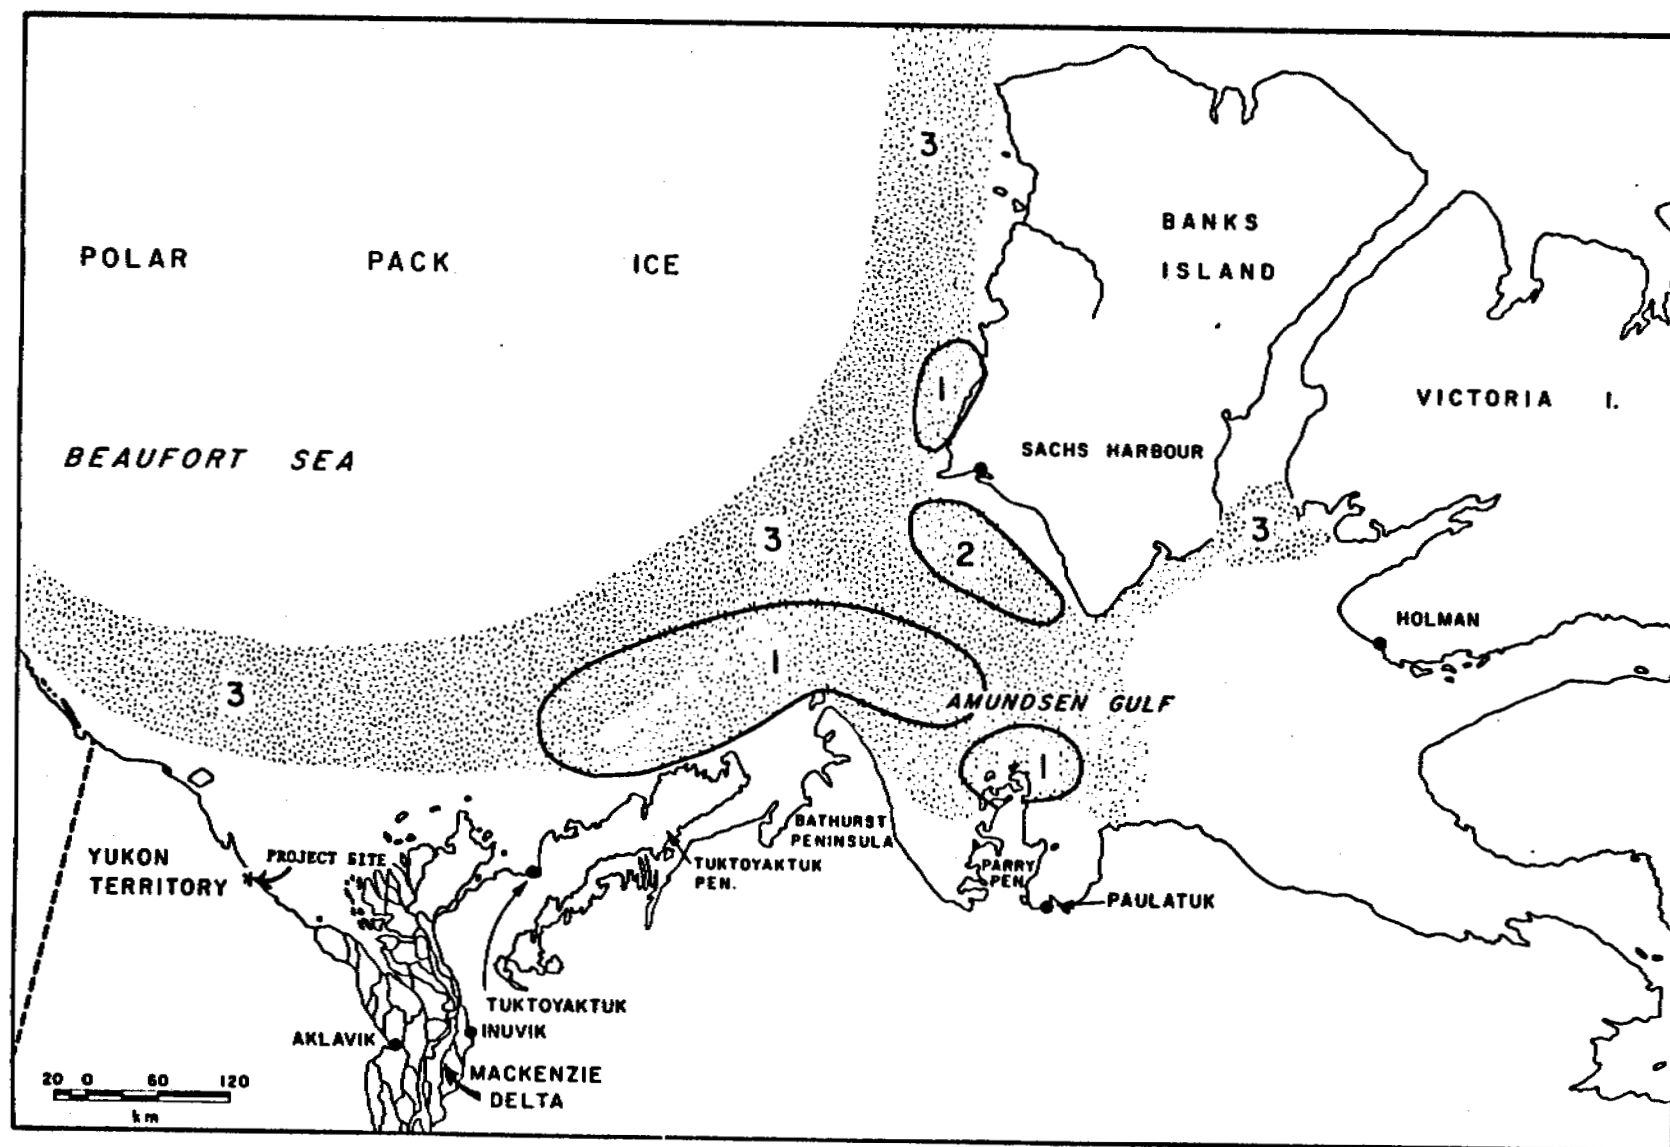 3
BANKS
ISLAND
POLAR PACK ICE
1
VICTORIA I.
BEAUFORT SEA
SACHS HARBOUR
3
2
3
HOLMAN
1
3
AMUNDSEN GULF
1
BATHURST
PENINSULA
YUKON
TERRITORY
PROJECT SITE
TUKTOYAKTUK
PEN.
PARRY
PEN.
PAULATUK
TUKTOYAKTUK
INUVIK
AKLAVIK
MACKENZIE
DELTA
20 0 60 120
km